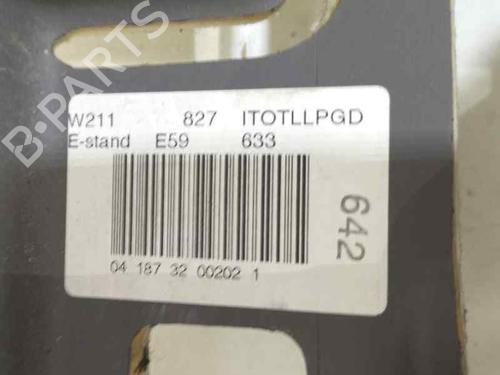 W211 827 ITOTLLPGD
E-stand E59 633
04 187 32 00202 1
642
B-PARTS